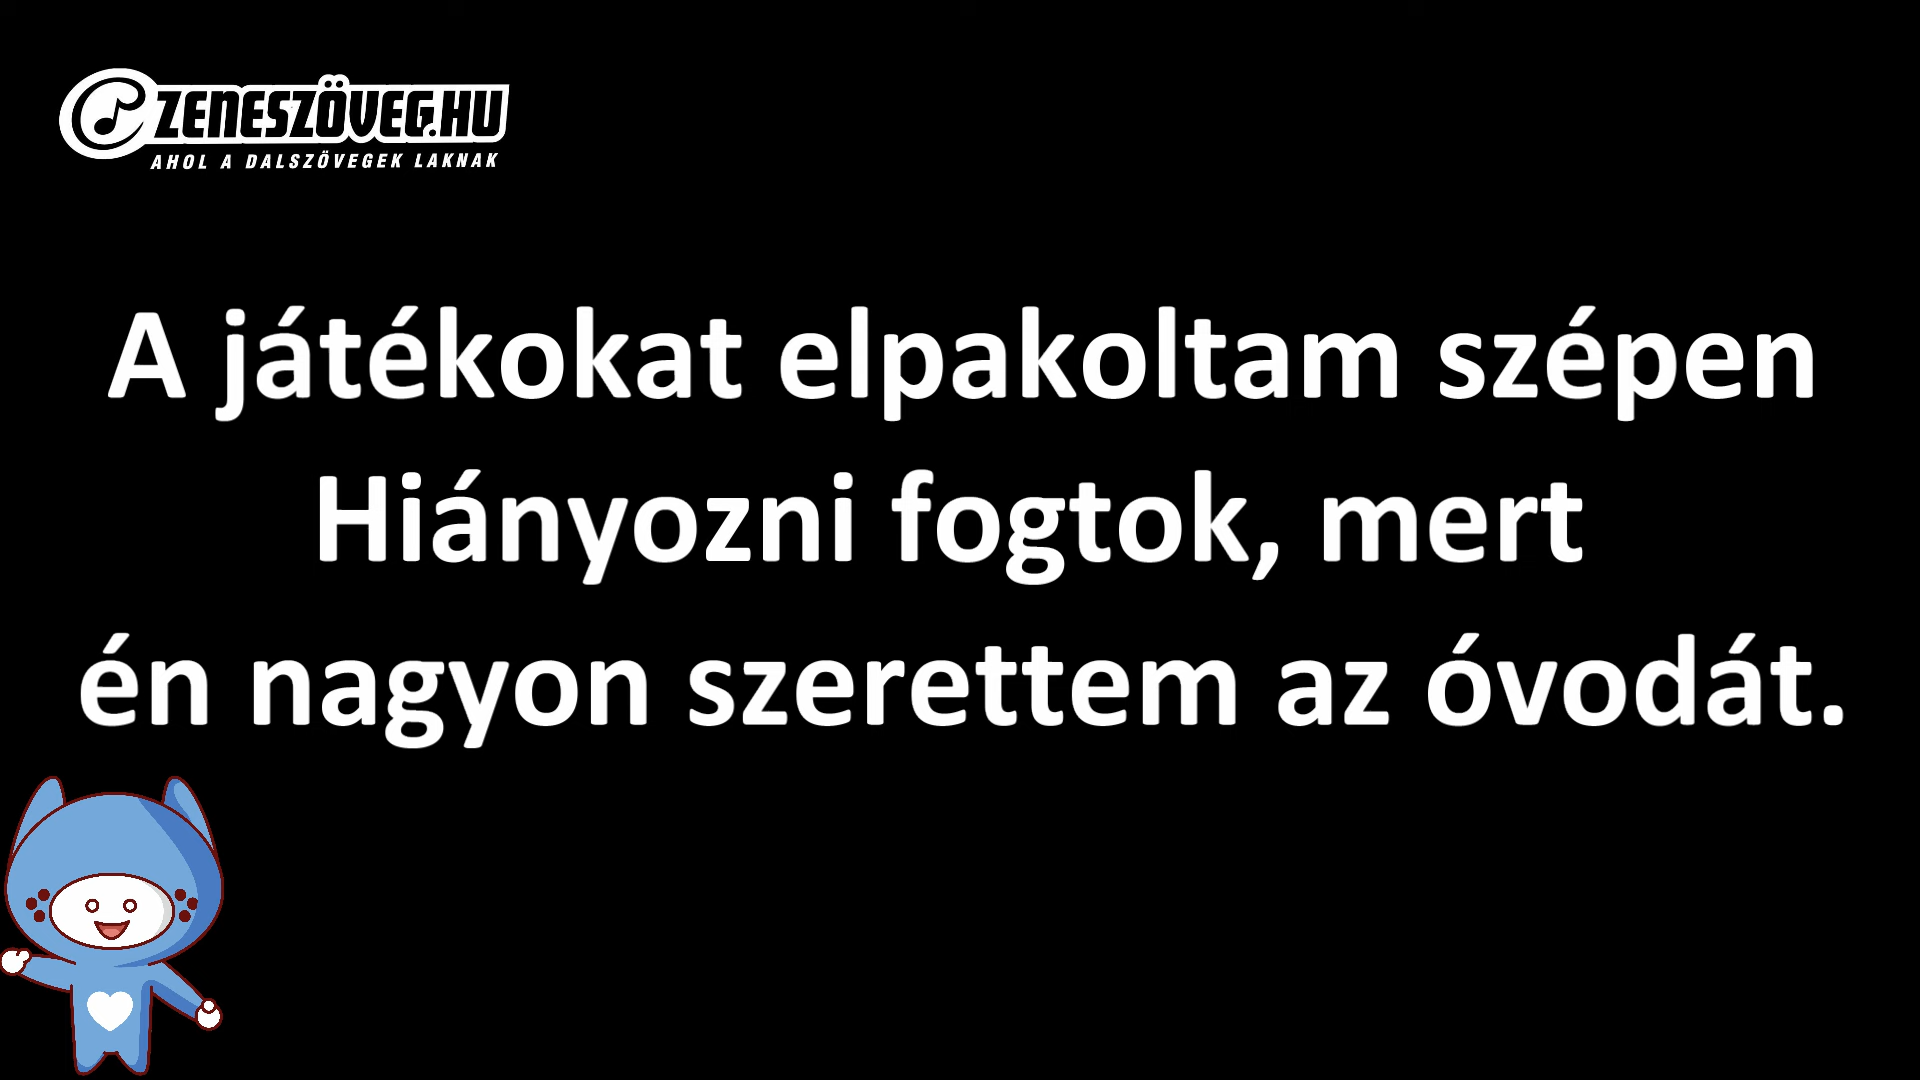 ZENESZÖVEG.HU
AHOL A DALSZÖVEGEK LAKNAK
A játékokat elpakoltam szépen
Hiányozni fogtok, mert
én nagyon szerettem az óvodát.